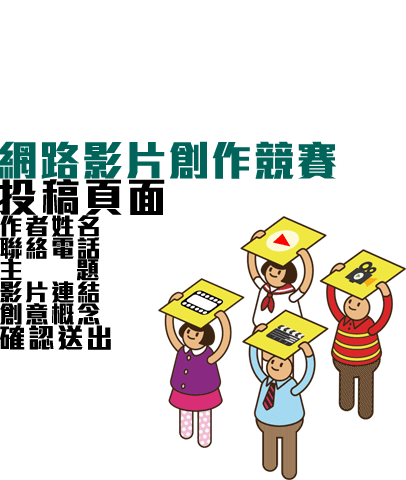 網路影片創作競賽
投稿頁面
作者姓名
聯絡電話
主題
影片連結
創意概念
確認送出